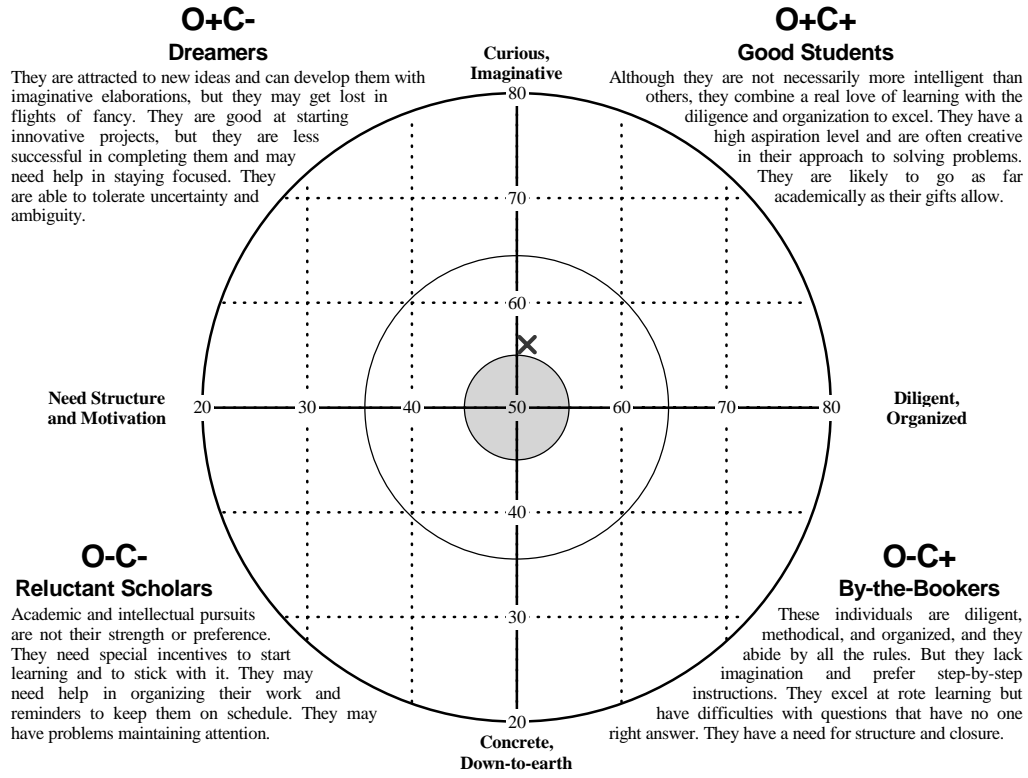 O+C-
Dreamers
They are attracted to new ideas and can develop them with
imaginative elaborations, but they may get lost in
flights of fancy. They are good at starting
innovative projects, but they are less
successful in completing them and may
need help in staying focused. They
are able to tolerate uncertainty and
ambiguity.
Curious,
Imaginative
O+C+
Good Students
Although they are not necessarily more intelligent than
others, they combine a real love of learning with the
diligence and organization to excel. They have a
high aspiration level and are often creative
in their approach to solving problems.
They are likely to go as far
academically as their gifts allow.
80
70
60
Need Structure
and Motivation
20 30 40 50 60 70 80
Diligent,
Organized
40
30
20
O-C-
Reluctant Scholars
Academic and intellectual pursuits
are not their strength or preference.
They need special incentives to start
learning and to stick with it. They may
need help in organizing their work and
reminders to keep them on schedule. They may
have problems maintaining attention.
Concrete,
Down-to-earth
O-C+
By-the-Bookers
These individuals are diligent,
methodical, and organized, and they
abide by all the rules. But they lack
imagination and prefer step-by-step
instructions. They excel at rote learning but
have difficulties with questions that have no one
right answer. They have a need for structure and closure.